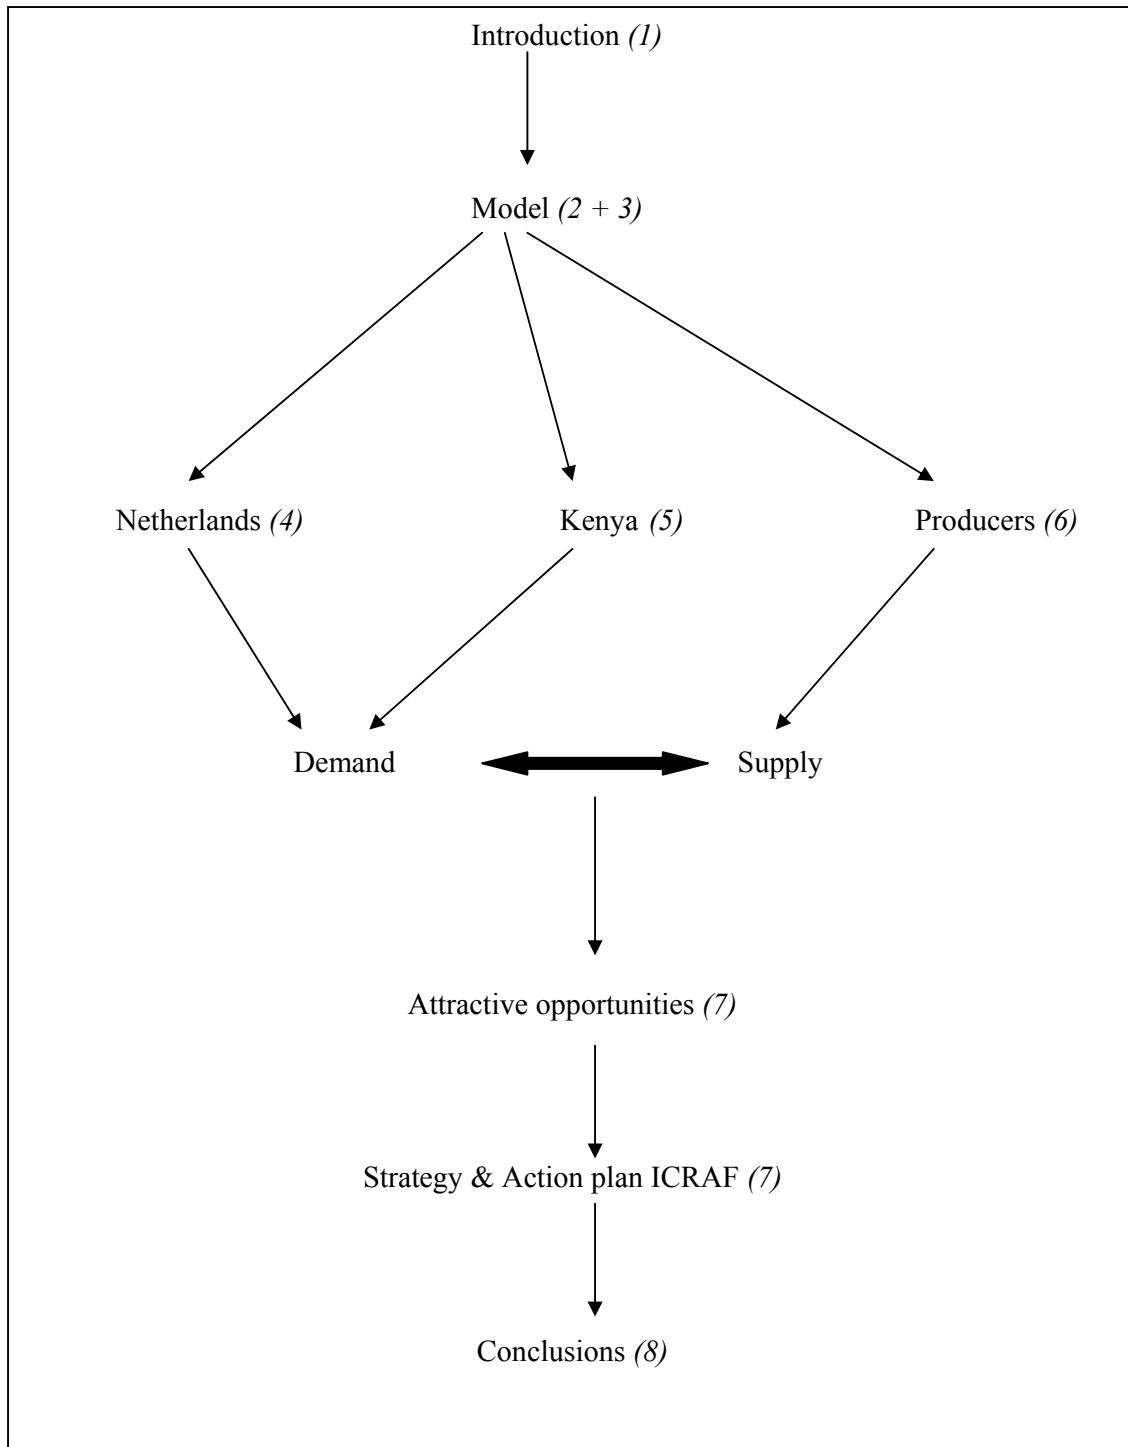 Introduction (1)
Model (2 + 3)
Netherlands (4)
Kenya (5)
Producers (6)
Demand
Supply
Attractive opportunities (7)
Strategy & Action plan ICRAF (7)
Conclusions (8)